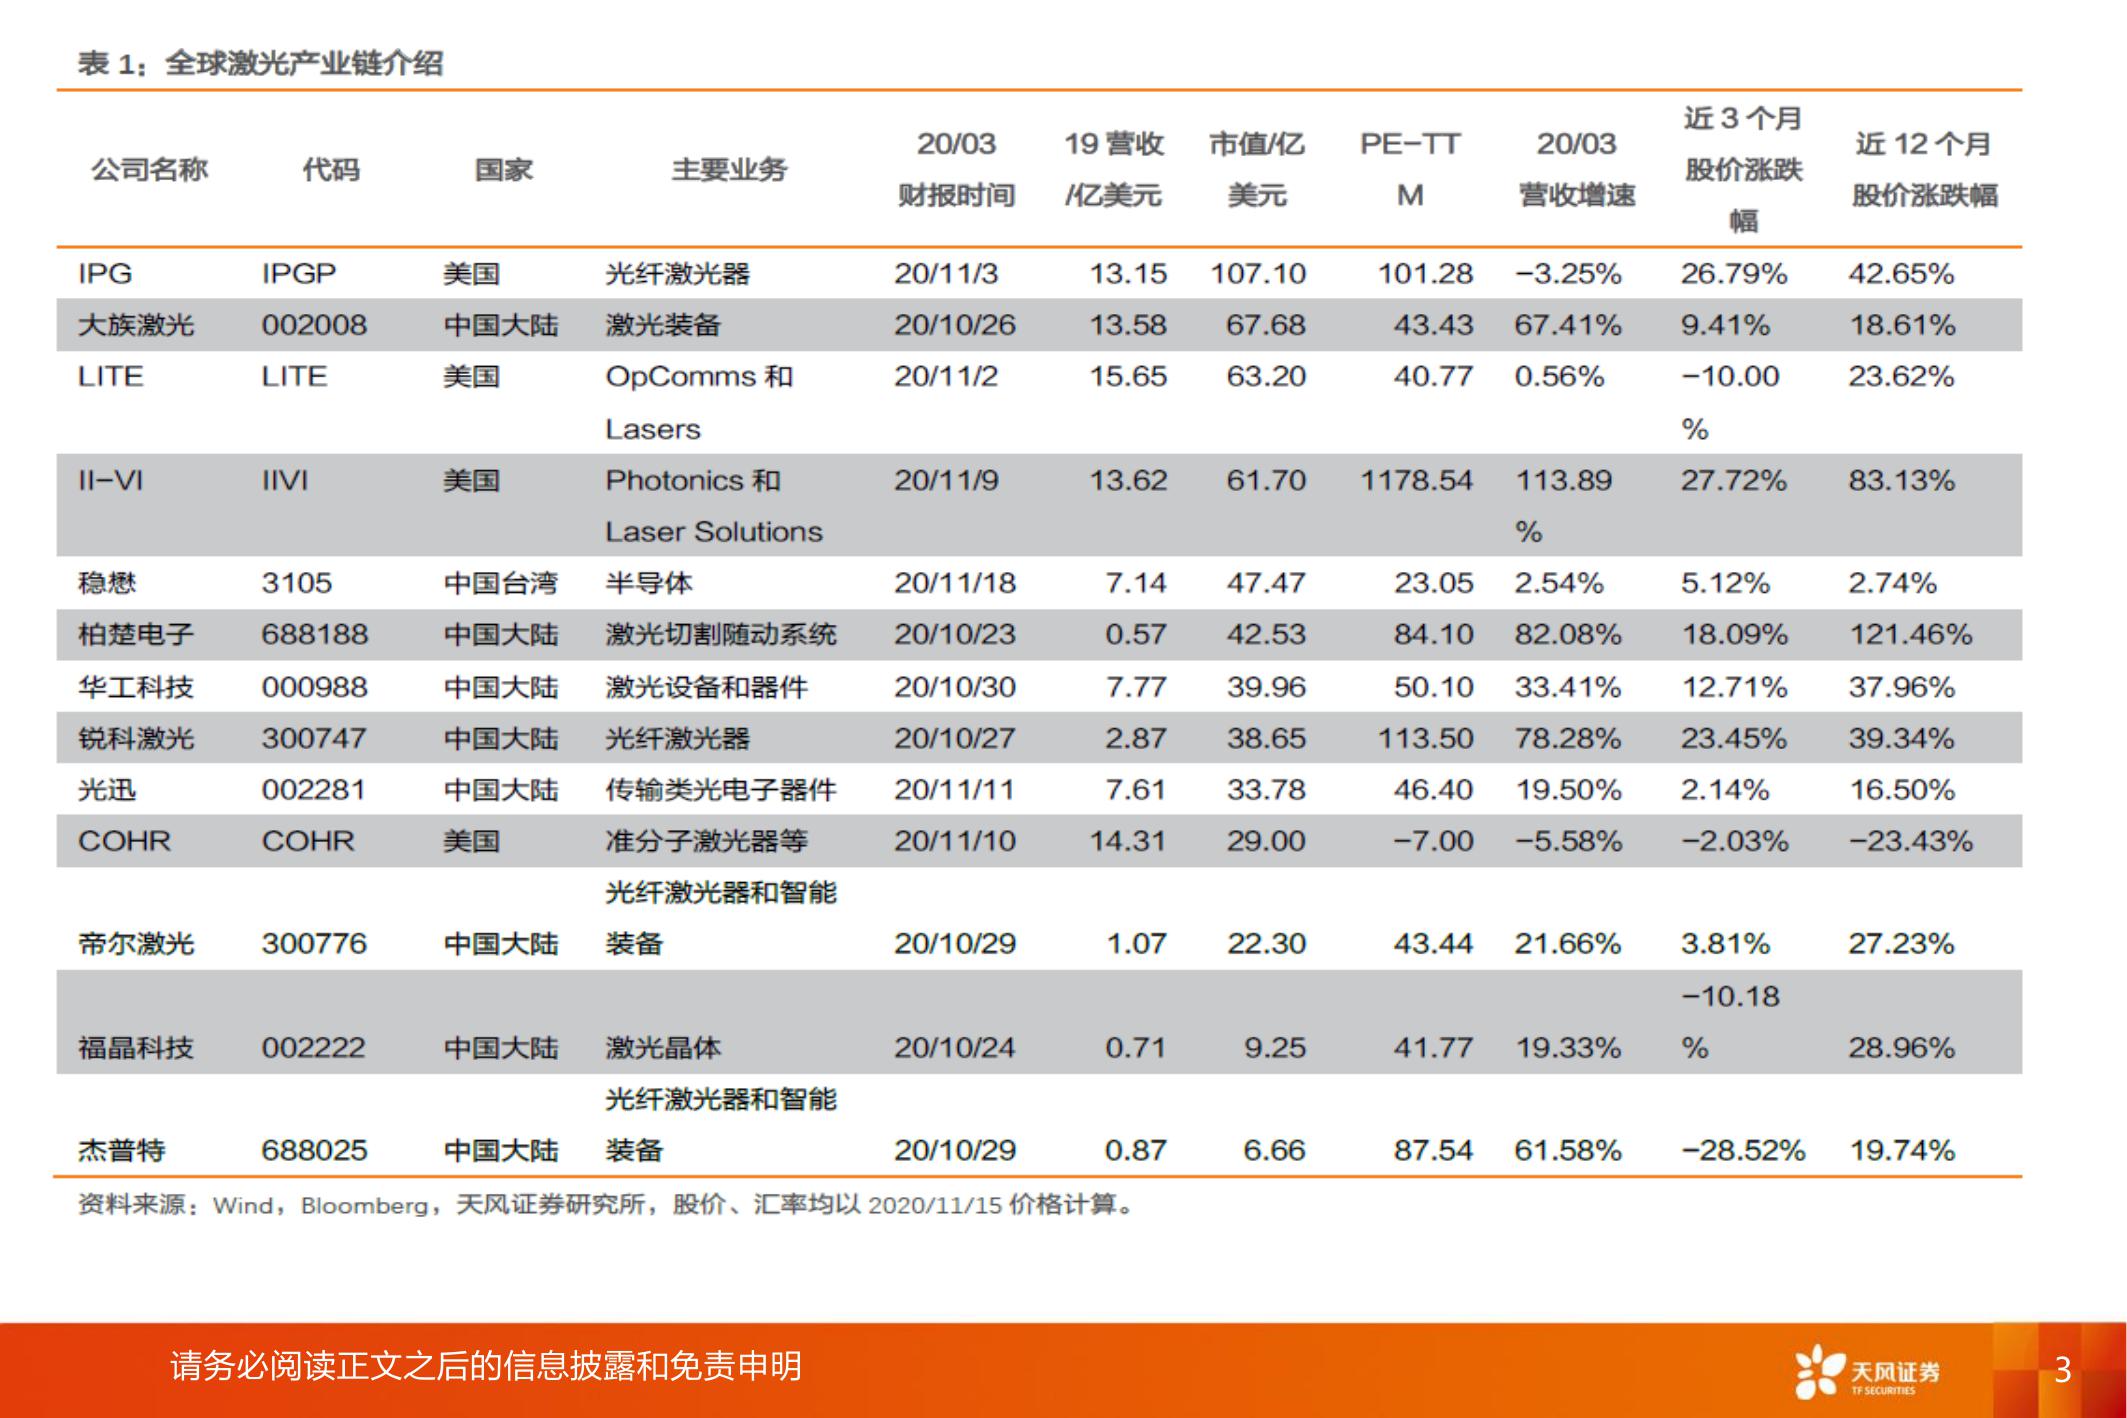 表 1：全球激光产业链介绍
公司名称 代码 国家 主要业务 20/03 财报时间 19 营收/亿美元 市值/亿美元 PE-TTM 20/03 营收增速 近 3 个月股价涨跌幅 近 12 个月股价涨跌幅
IPG IPGP 美国 光纤激光器 20/11/3 13.15 107.10 101.28 -3.25% 26.79% 42.65%
大族激光 002008 中国大陆 激光装备 20/10/26 13.58 67.68 43.43 67.41% 9.41% 18.61%
LITE LITE 美国 OpComms 和 Lasers 20/11/2 15.65 63.20 40.77 0.56% -10.00% 23.62%
II-VI IIVI 美国 Photonics 和 Laser Solutions 20/11/9 13.62 61.70 1178.54 113.89% 27.72% 83.13%
稳懋 3105 中国台湾 半导体 20/11/18 7.14 47.47 23.05 2.54% 5.12% 2.74%
柏楚电子 688188 中国大陆 激光切割随动系统 20/10/23 0.57 42.53 84.10 82.08% 18.09% 121.46%
华工科技 000988 中国大陆 激光设备和器件 20/10/30 7.77 39.96 50.10 33.41% 12.71% 37.96%
锐科激光 300747 中国大陆 光纤激光器 20/10/27 2.87 38.65 113.50 78.28% 23.45% 39.34%
光迅 002281 中国大陆 传输类光电子器件 20/11/11 7.61 33.78 46.40 19.50% 2.14% 16.50%
COHR COHR 美国 准分子激光器等 20/11/10 14.31 29.00 -7.00 -5.58% -2.03% -23.43%
帝尔激光 300776 中国大陆 光纤激光器和智能装备 20/10/29 1.07 22.30 43.44 21.66% 3.81% 27.23%
福晶科技 002222 中国大陆 激光晶体 20/10/24 0.71 9.25 41.77 19.33% -10.18% 28.96%
杰普特 688025 中国大陆 光纤激光器和智能装备 20/10/29 0.87 6.66 87.54 61.58% -28.52% 19.74%
资料来源：Wind，Bloomberg，天风证券研究所，股价、汇率均以 2020/11/15 价格计算。
请务必阅读正文之后的信息披露和免责申明
天风证券
TF SECURITIES
3